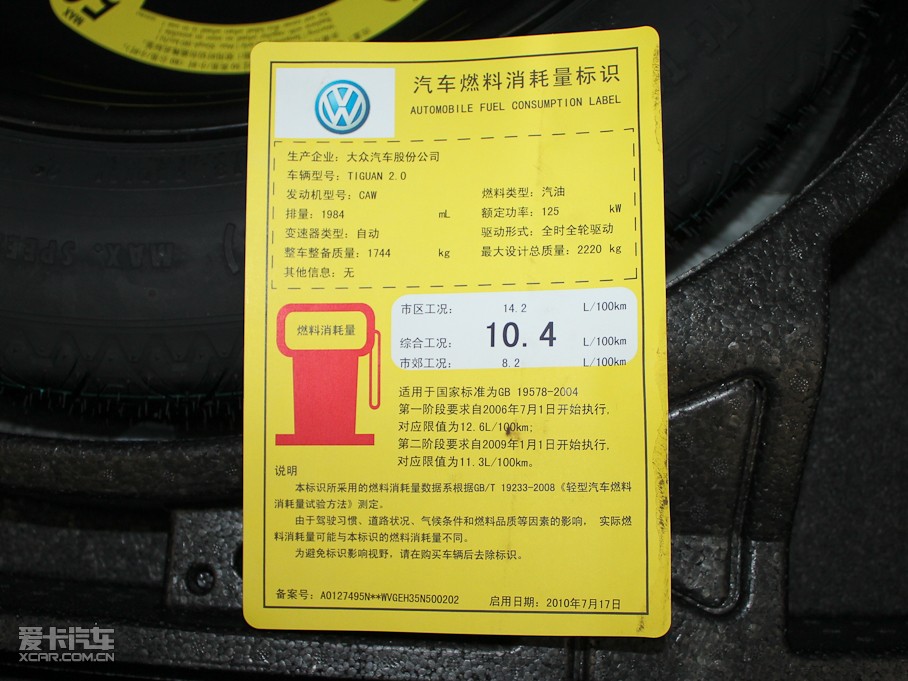 50
MAX
汽车燃料消耗量标识
AUTOMOBILE FUEL CONSUMPTION LABEL
生产企业：大众汽车股份公司
车辆型号：TIGUAN 2.0
发动机型号：CAW
燃料类型：汽油
排量：1984 mL
额定功率：125 kW
变速器类型：自动
驱动形式：全时全轮驱动
整车整备质量：1744 kg
最大设计总质量：2220 kg
其他信息：无
燃料消耗量
市区工况： 14.2 L/100km
综合工况： 10.4 L/100km
市郊工况： 8.2 L/100km
适用于国家标准为GB 19578-2004
第一阶段要求自2006年7月1日开始执行,
对应限值为12.6L/100km;
第二阶段要求自2009年1月1日开始执行,
对应限值为11.3L/100km。
说明
本标识所采用的燃料消耗量数据系根据GB/T 19233-2008《轻型汽车燃料
消耗量试验方法》测定。
由于驾驶习惯、道路状况、气候条件和燃料品质等因素的影响， 实际燃
料消耗量可能与本标识的燃料消耗量不同。
为避免标识影响视野，请在购买车辆后去除标识。
备案号：A0127495N**WVGEH35N500202
启用日期：2010年7月17日
爱卡汽车
XCAR.COM.CN